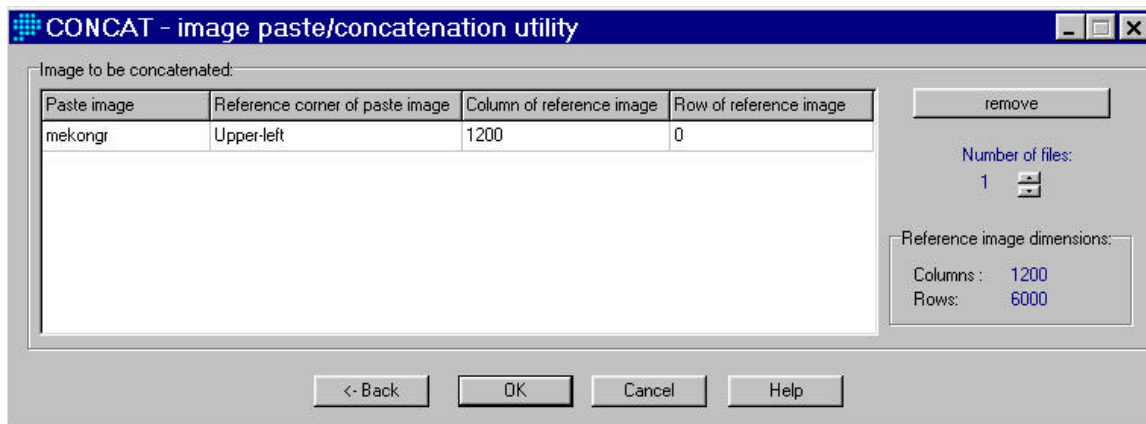 CONCAT - image paste/concatenation utility
Image to be concatenated:
Paste image Reference corner of paste image Column of reference image Row of reference image
mekongr Upper-left 1200 0
remove
Number of files:
1
Reference image dimensions:
Columns : 1200
Rows: 6000
<- Back OK Cancel Help